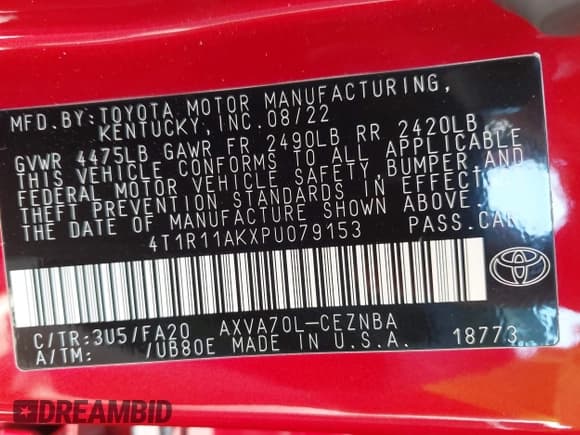 MFD.BY:TOYOTA MOTOR MANUFACTURING,
KENTUCKY,INC.08/22
GVWR 4475LB GAWR FR 2490LB RR 2420LB
THIS VEHICLE CONFORMS TO ALL APPLICABLE
FEDERAL MOTOR VEHICLE SAFETY,BUMPER AND
THEFT PREVENTION STANDARDS IN EFFECT ON
THE DATE OF MANUFACTURE SHOWN ABOVE.
4T1R11AKXPU079153 PASS.CAR
C/TR:3U5/FA20 AXVA70L-CEZNBA
A/TM: /UB80E MADE IN U.S.A. 18773
DREAMBID